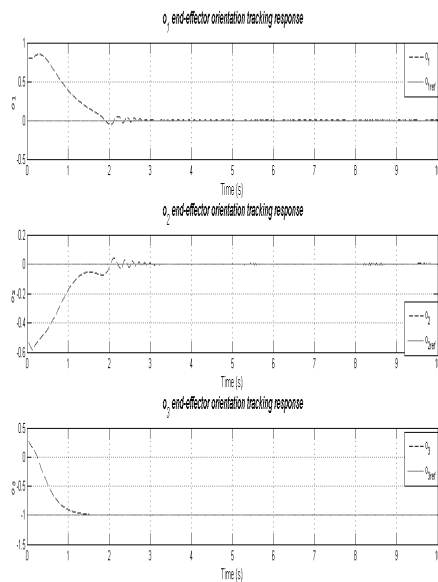 o1 end-effector orientation tracking response
1
0.5
0
-0.5
o1
o1
o1ref
0 1 2 3 4 5 6 7 8 9 10
Time (s)
o2 end-effector orientation tracking response
0.2
0
-0.2
-0.4
-0.6
o2
o2
o2ref
0 1 2 3 4 5 6 7 8 9 10
Time (s)
o3 end-effector orientation tracking response
0.5
0
-0.5
-1
-1.5
-2
o3
o3
o3ref
0 1 2 3 4 5 6 7 8 9 10
Time (s)